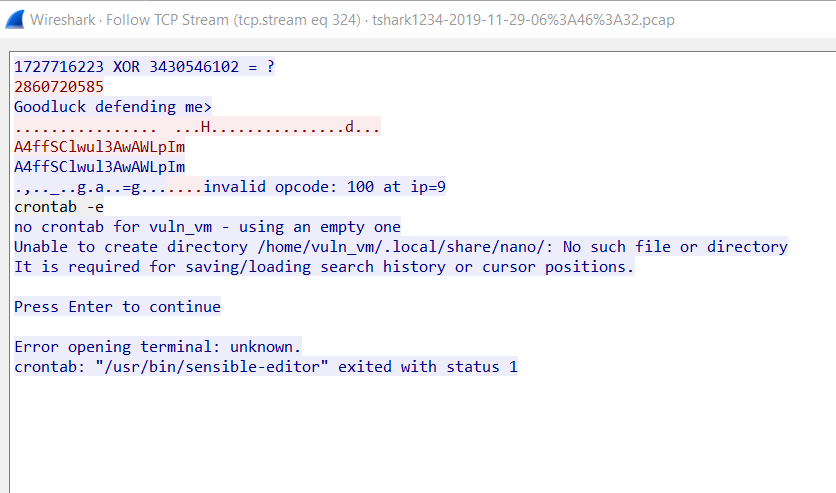 Wireshark · Follow TCP Stream (tcp.stream eq 324) · tshark1234-2019-11-29-06%3A46%3A32.pcap
1727716223 XOR 3430546102 = ?
2860720585
Goodluck defending me>
................ ...H...............d...
A4ffSClwul3AwAWLpIm
A4ffSClwul3AwAWLpIm
.,.._..g.a..=g.......invalid opcode: 100 at ip=9
crontab -e
no crontab for vuln_vm - using an empty one
Unable to create directory /home/vuln_vm/.local/share/nano/: No such file or directory
It is required for saving/loading search history or cursor positions.
Press Enter to continue
Error opening terminal: unknown.
crontab: "/usr/bin/sensible-editor" exited with status 1